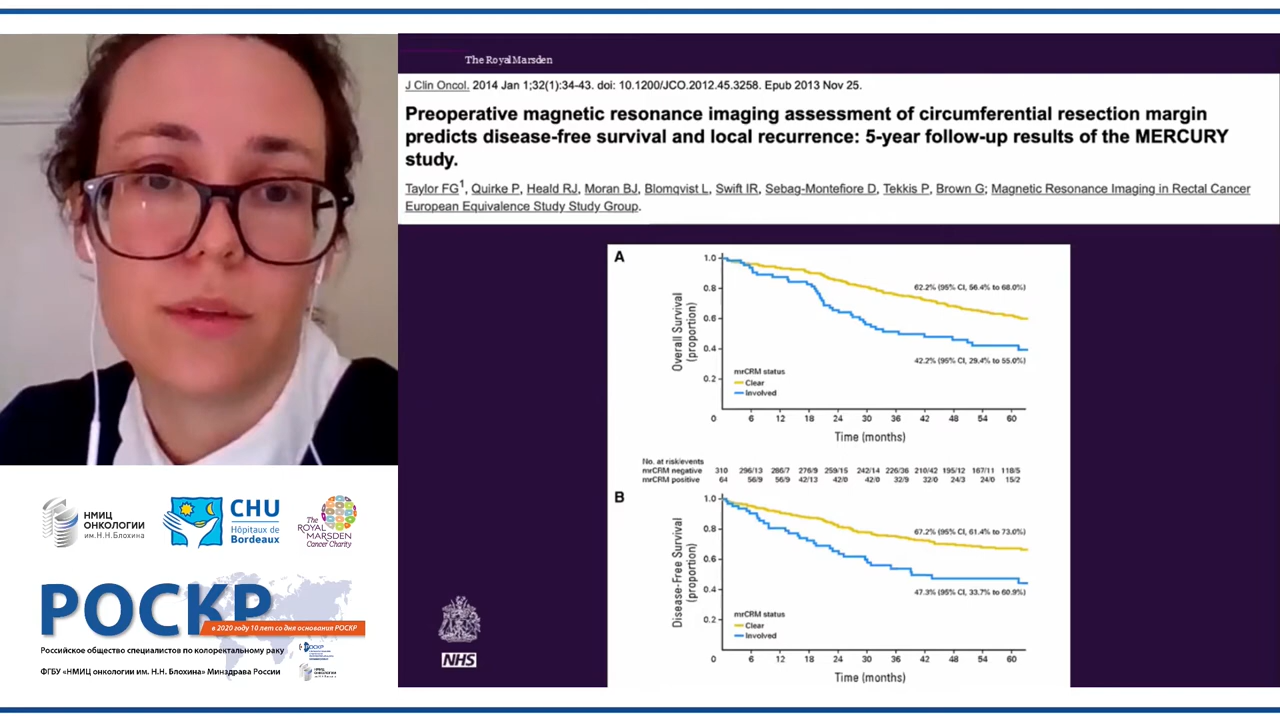 The Royal Marsden
J Clin Oncol. 2014 Jan 1;32(1):34-43. doi: 10.1200/JCO.2012.45.3258. Epub 2013 Nov 25.
Preoperative magnetic resonance imaging assessment of circumferential resection margin
predicts disease-free survival and local recurrence: 5-year follow-up results of the MERCURY
study.
Taylor FG1, Quirke P, Heald RJ, Moran BJ, Blomqvist L, Swift IR, Sebag-Montefiore D, Tekkis P, Brown G; Magnetic Resonance Imaging in Rectal Cancer
European Equivalence Study Study Group.
A
Overall Survival
(proportion)
1.0
0.8
0.6
0.4
0.2
62.2% (95% CI, 56.4% to 68.0%)
42.2% (95% CI, 29.4% to 55.0%)
mrCRM status
Clear
Involved
0 6 12 18 24 30 36 42 48 54 60
Time (months)
No. at risk/events
mrCRM negative 310 296/13 286/7 276/9 259/15 242/14 226/36 210/42 195/12 167/11 118/5
mrCRM positive 64 56/9 56/9 42/13 42/0 42/0 32/9 32/0 24/3 24/0 15/2
B
Disease-Free Survival
(proportion)
1.0
0.8
0.6
0.4
0.2
67.2% (95% CI, 61.4% to 73.0%)
47.3% (95% CI, 33.7% to 60.9%)
mrCRM status
Clear
Involved
0 6 12 18 24 30 36 42 48 54 60
Time (months)
NHS
НМИЦ
ОНКОЛОГИИ
им.Н.Н.Блохина
CHU
Hôpitaux de
Bordeaux
The
ROYAL
MARSDEN
Cancer Charity
РОСКР
в 2020 году 10 лет со дня основания РОСКР
Российское общество специалистов по колоректальному раку
ФГБУ «НМИЦ онкологии им. Н.Н. Блохина» Минздрава России